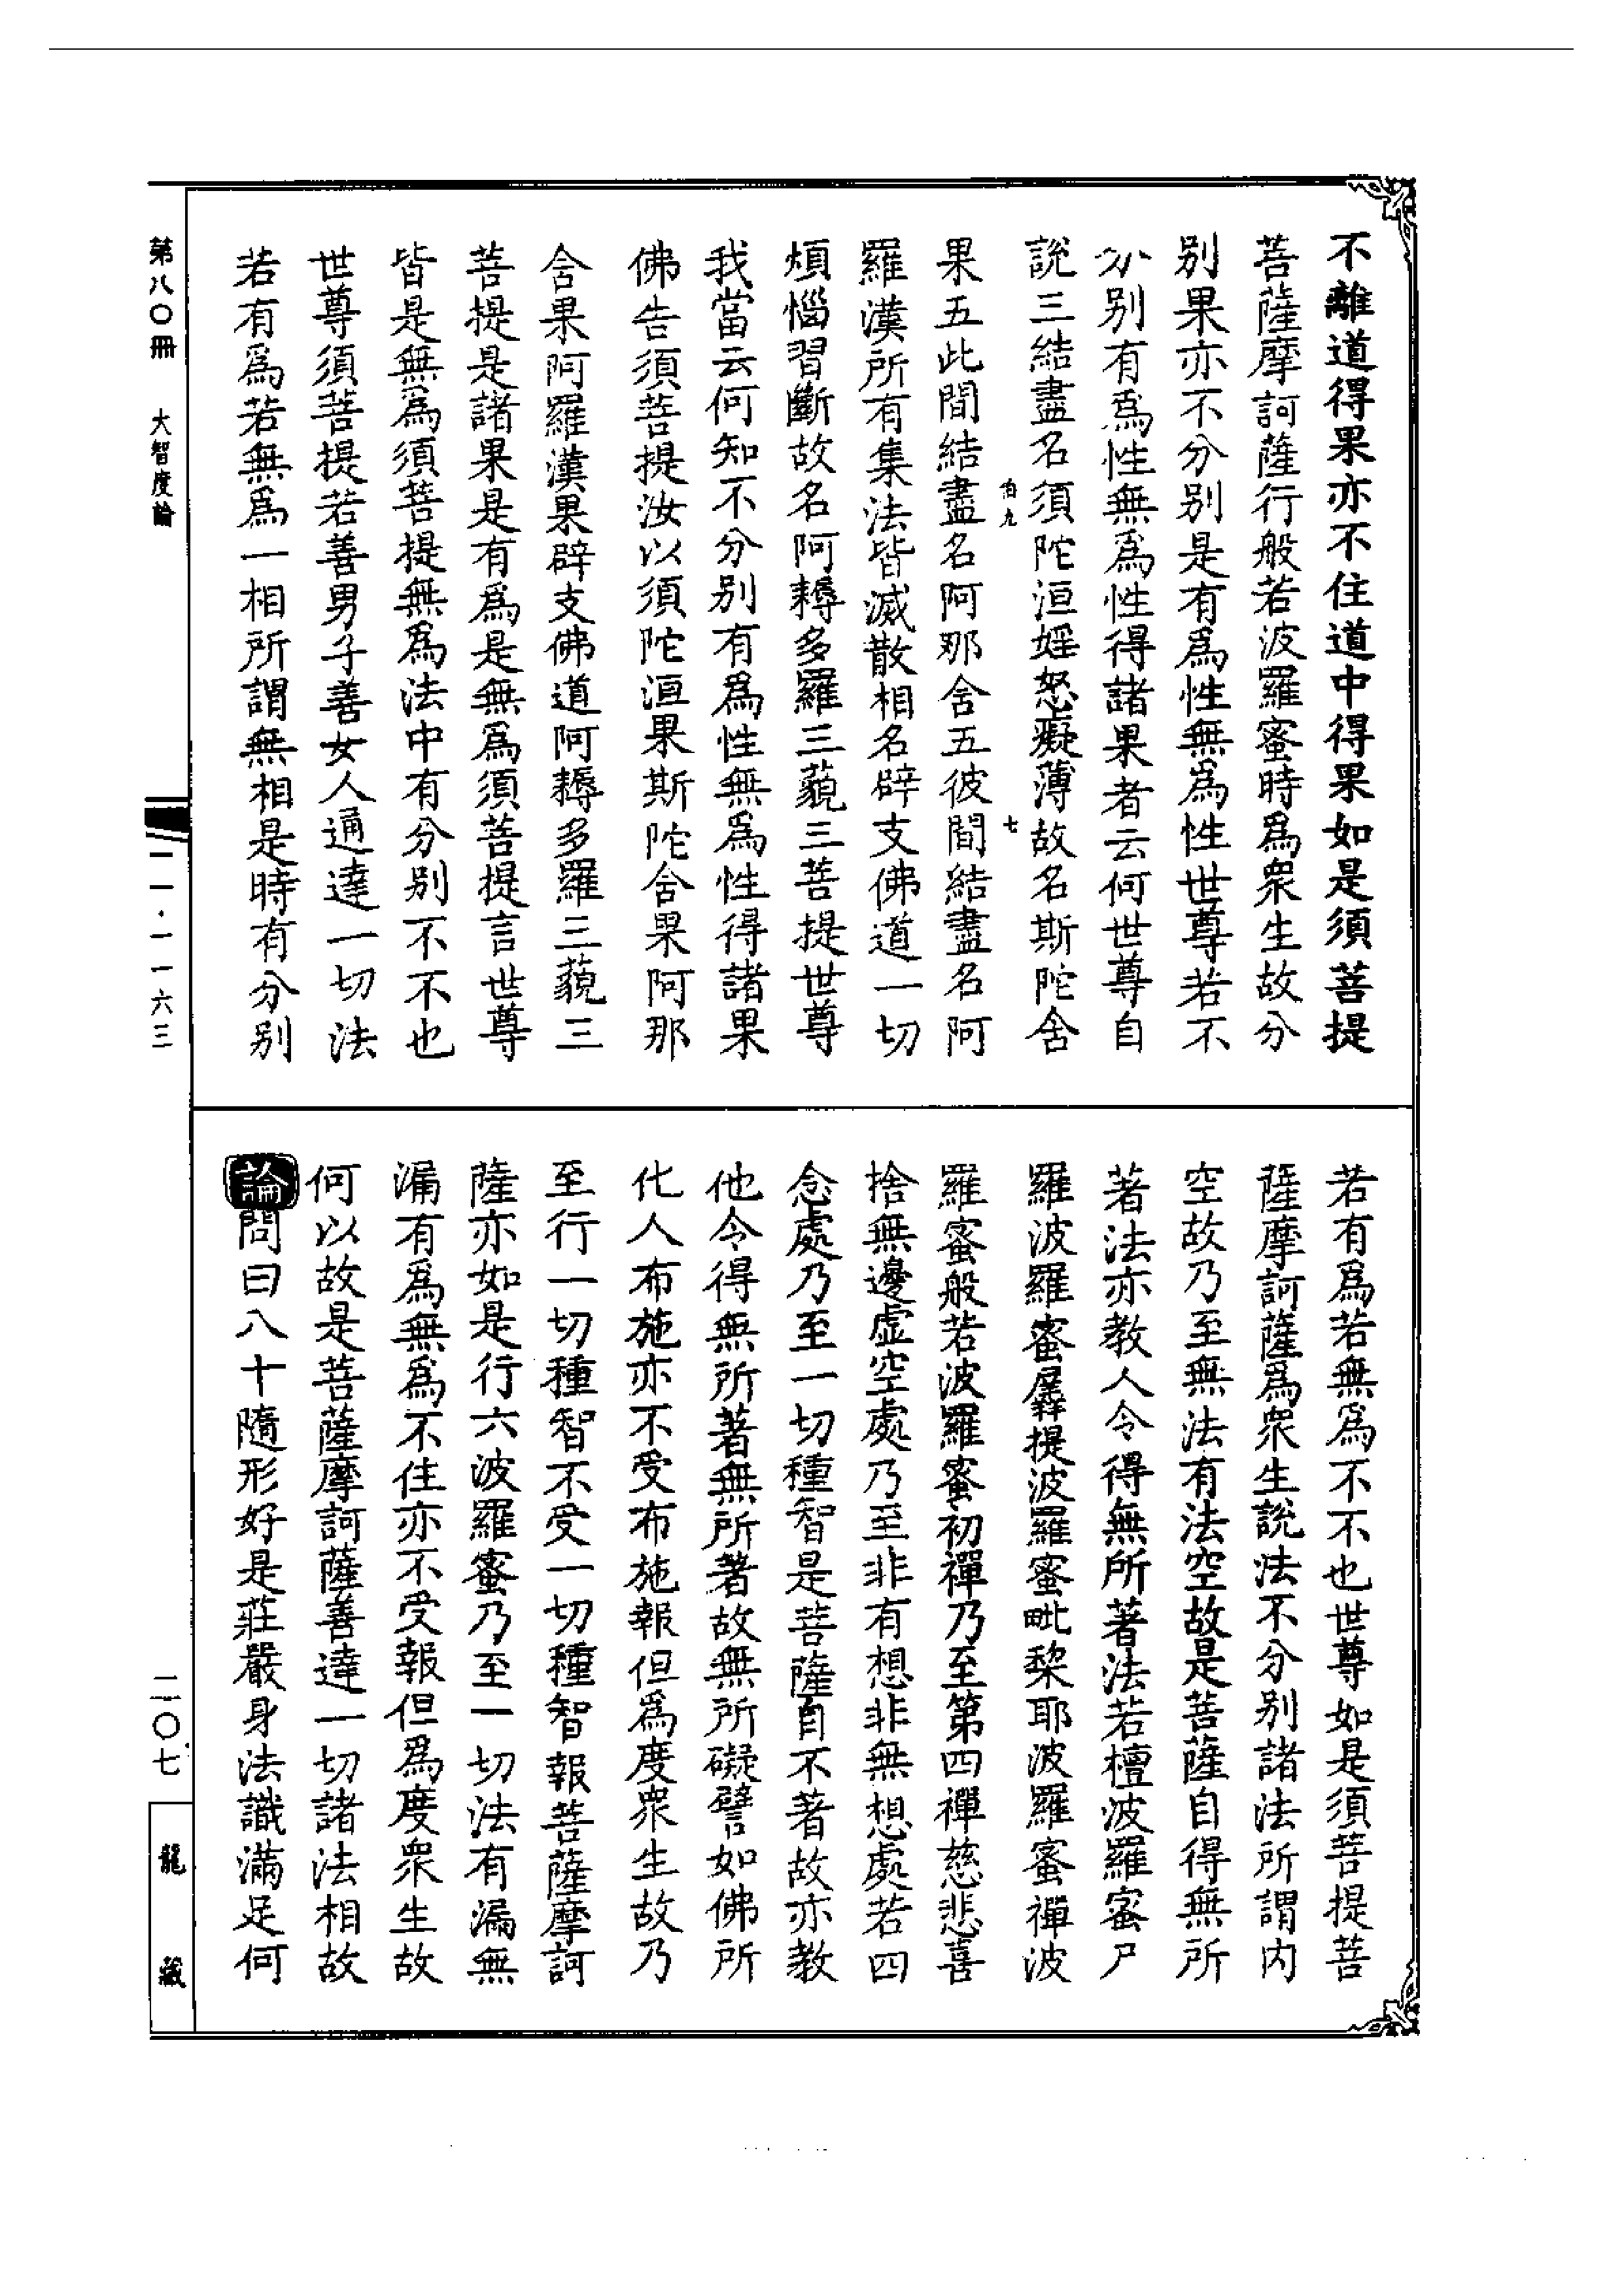 不離道得果亦不住道中得果如是須菩提
菩薩摩訶薩行般若波羅蜜時為衆生故分
別果亦不分別是有為性無為性世尊若不
分別有為性無為性得諸果者云何世尊自
說三結盡名須陀洹婬怒癡薄故名斯陀舍
果五此間結盡名阿那舍五彼間結盡名阿
羅漢所有集法皆滅散相名辟支佛道一切
煩惱習斷故名阿耨多羅三藐三菩提世尊
我當云何知不分別有為性無為性得諸果
佛告須菩提汝以須陀洹果斯陀舍果阿那
舍果阿羅漢果辟支佛道阿耨多羅三藐三
菩提是諸果是有為是無為須菩提言世尊
皆是無為須菩提無為法中有分別不不也
世尊須菩提若善男子善女人通達一切法
若有為若無為一相所謂無相是時有分別
若有為若無為不不也世尊如是須菩提菩
薩摩訶薩為衆生說法不分別諸法所謂內
空故乃至無法有法空故是菩薩自得無所
著法亦教人令得無所著法若檀波羅蜜尸
羅波羅蜜羼提波羅蜜毗棃耶波羅蜜禪波
羅蜜般若波羅蜜初禪乃至第四禪慈悲喜
捨無邊虛空處乃至非有想非無想處若四
念處乃至一切種智是菩薩自不著故亦教
他令得無所著無所著故無所礙譬如佛所
化人布施亦不受布施報但為度衆生故乃
至行一切種智不受一切種智報菩薩摩訶
薩亦如是行六波羅蜜乃至一切法有漏無
漏有為無為不住亦不受報但為度衆生故
何以故是菩薩摩訶薩善達一切諸法相故
論問曰八十隨形好是莊嚴身法識滿足何
第八〇冊 大智度論
一一·一一六三
二〇七
龍藏